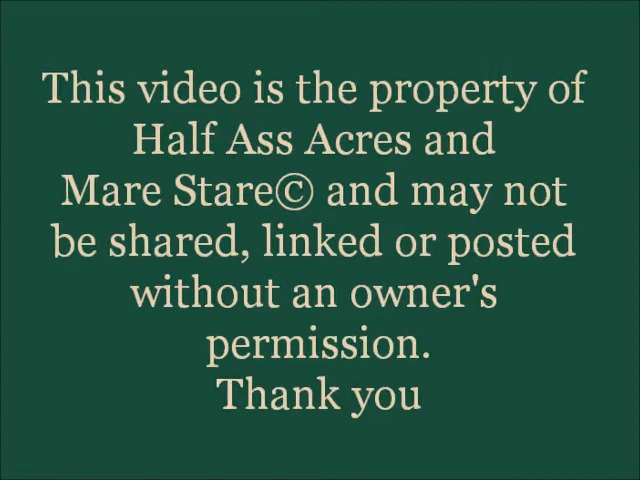 This video is the property of
Half Ass Acres and
Mare Stare© and may not
be shared, linked or posted
without an owner's
permission.
Thank you